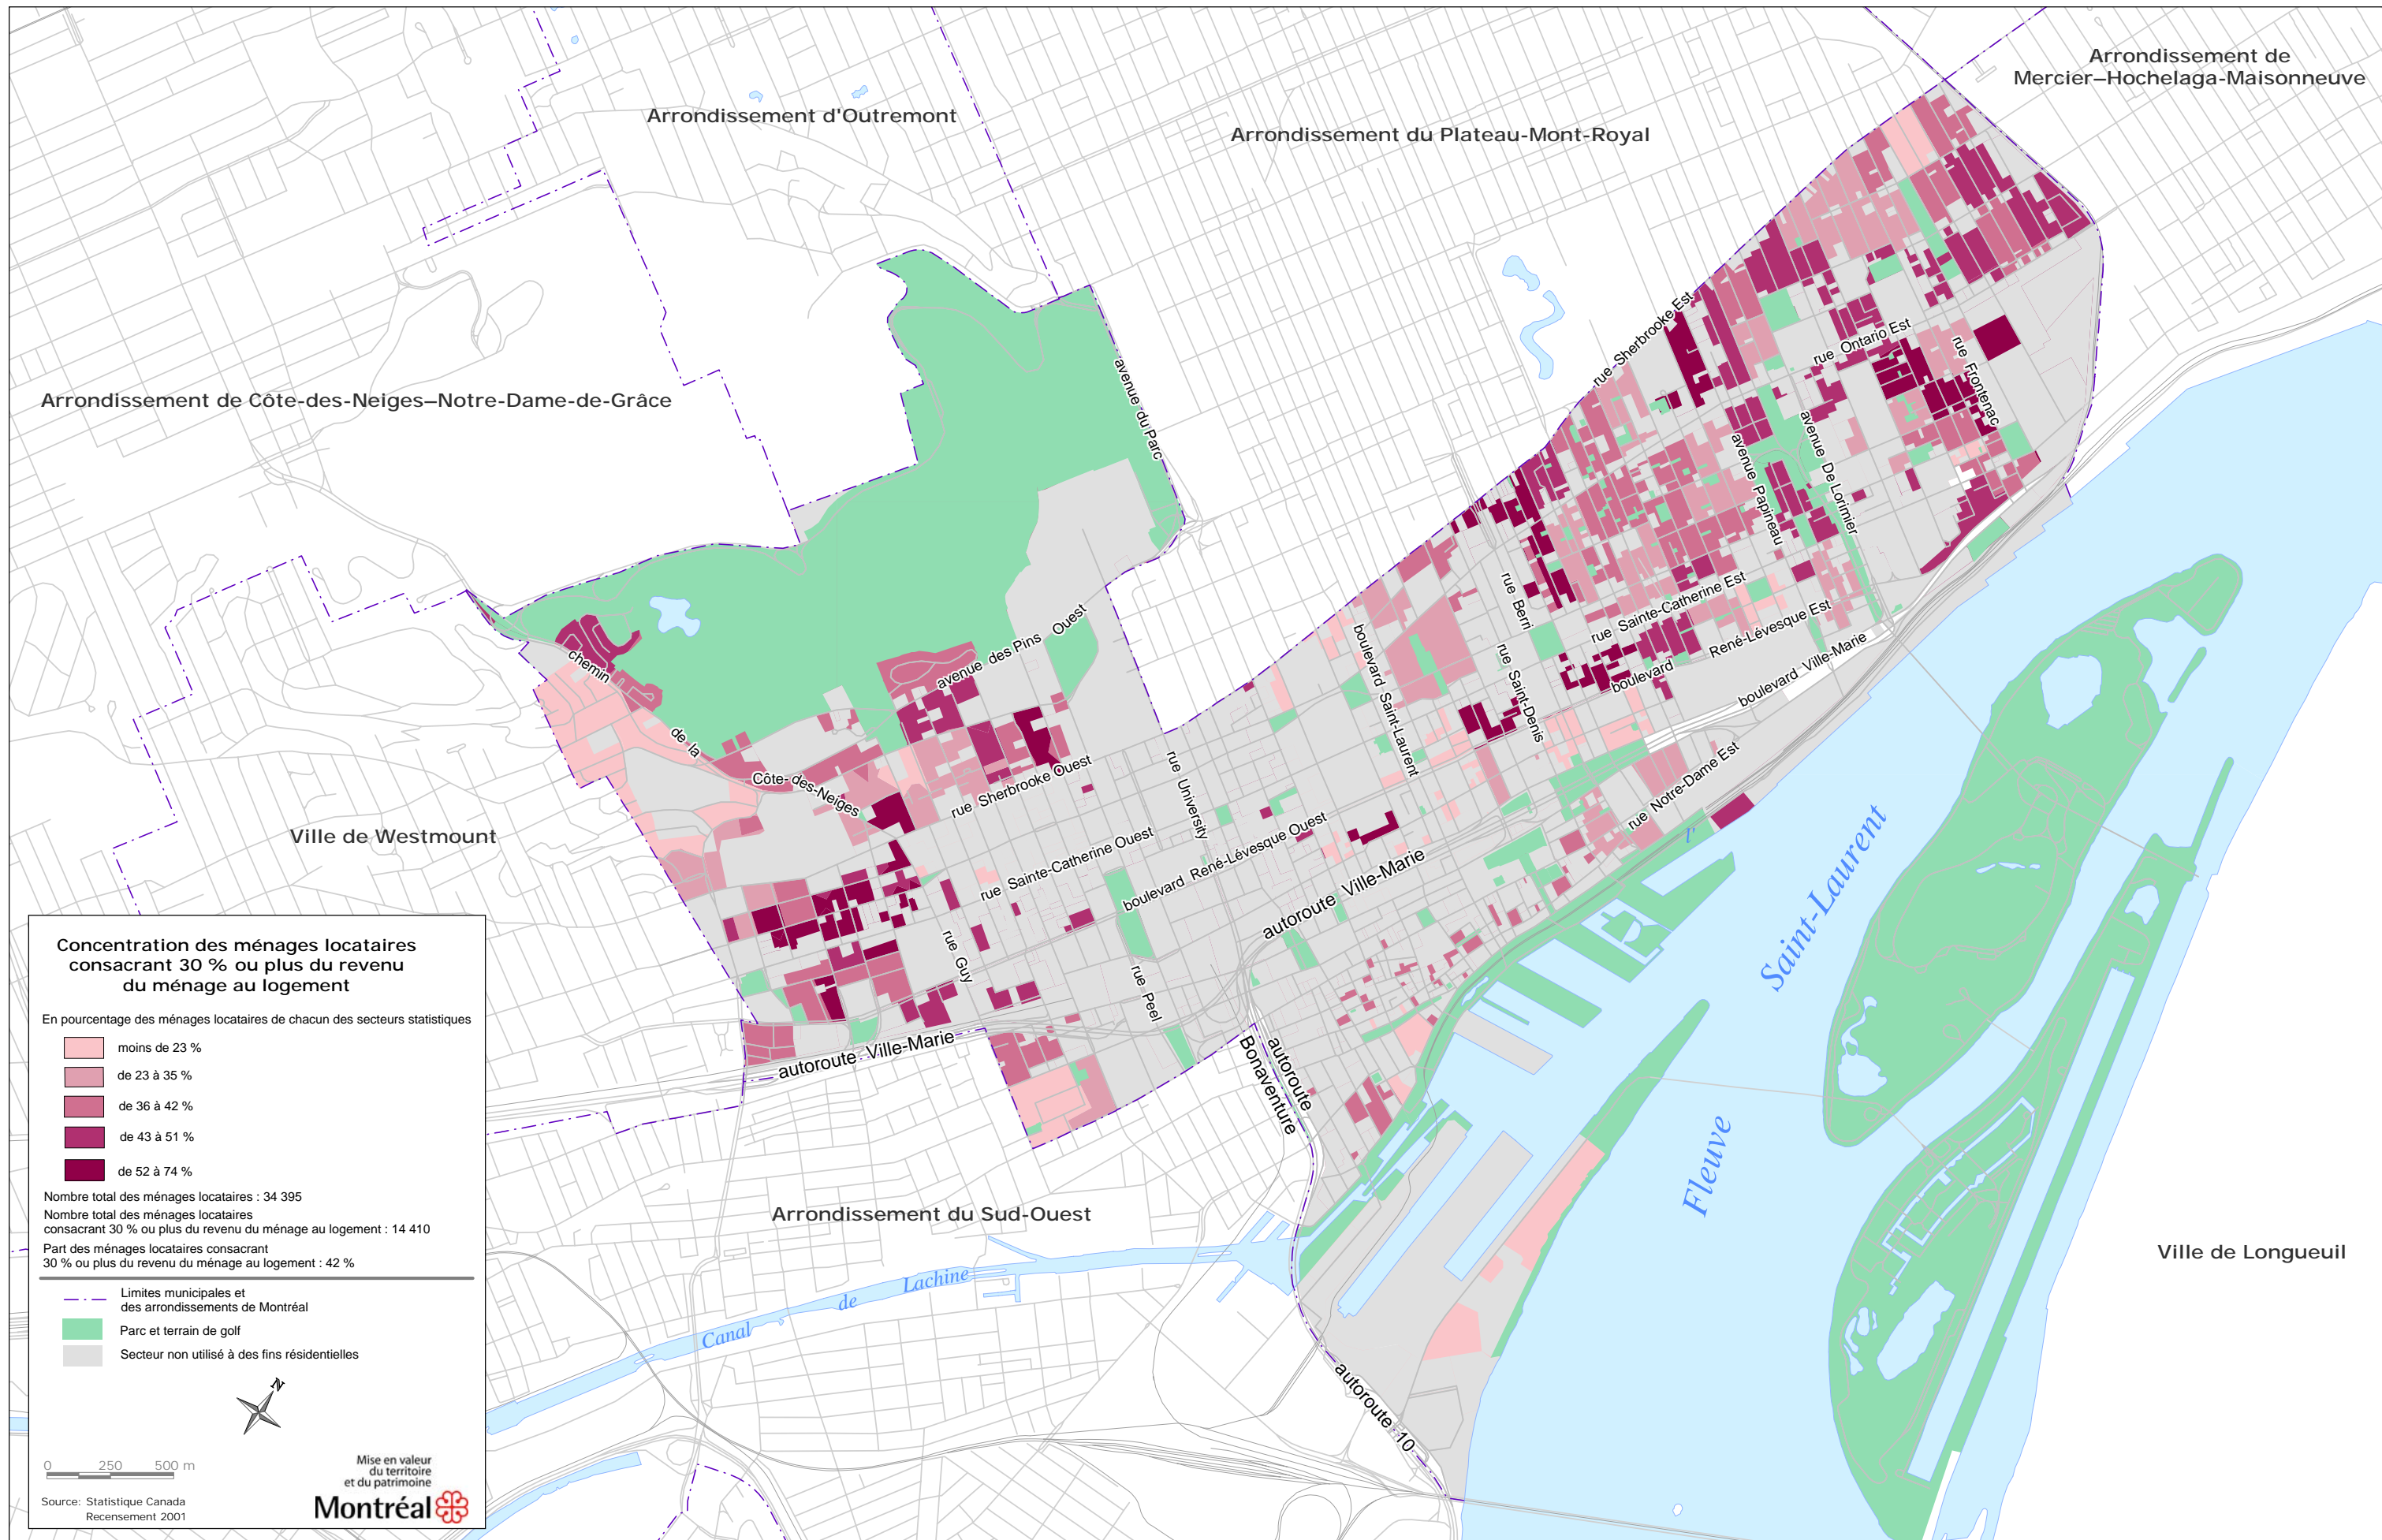 Arrondissement de
Mercier–Hochelaga-Maisonneuve
Arrondissement d'Outremont
Arrondissement du Plateau-Mont-Royal
Arrondissement de Côte-des-Neiges–Notre-Dame-de-Grâce
avenue du Parc
rue Sherbrooke Est
rue Ontario Est
rue Frontenac
avenue Papineau
avenue De Lorimier
rue Berri
rue Sainte-Catherine Est
boulevard René-Lévesque Est
boulevard Ville-Marie
boulevard Saint-Laurent
rue Saint-Denis
avenue des Pins Ouest
chemin de la Côte-des-Neiges
rue Sherbrooke Ouest
rue University
rue Notre-Dame Est
Ville de Westmount
rue Sainte-Catherine Ouest
boulevard René-Lévesque Ouest
autoroute Ville-Marie
rue Guy
rue Peel
autoroute Ville-Marie
autoroute
Bonaventure
Fleuve Saint-Laurent
l'
Arrondissement du Sud-Ouest
Ville de Longueuil
Canal de Lachine
autoroute 10
Concentration des ménages locataires
consacrant 30 % ou plus du revenu
du ménage au logement
En pourcentage des ménages locataires de chacun des secteurs statistiques
moins de 23 %
de 23 à 35 %
de 36 à 42 %
de 43 à 51 %
de 52 à 74 %
Nombre total des ménages locataires : 34 395
Nombre total des ménages locataires
consacrant 30 % ou plus du revenu du ménage au logement : 14 410
Part des ménages locataires consacrant
30 % ou plus du revenu du ménage au logement : 42 %
Limites municipales et
des arrondissements de Montréal
Parc et terrain de golf
Secteur non utilisé à des fins résidentielles
N
0 250 500 m
Mise en valeur
du territoire
et du patrimoine
Montréal
Source: Statistique Canada
Recensement 2001